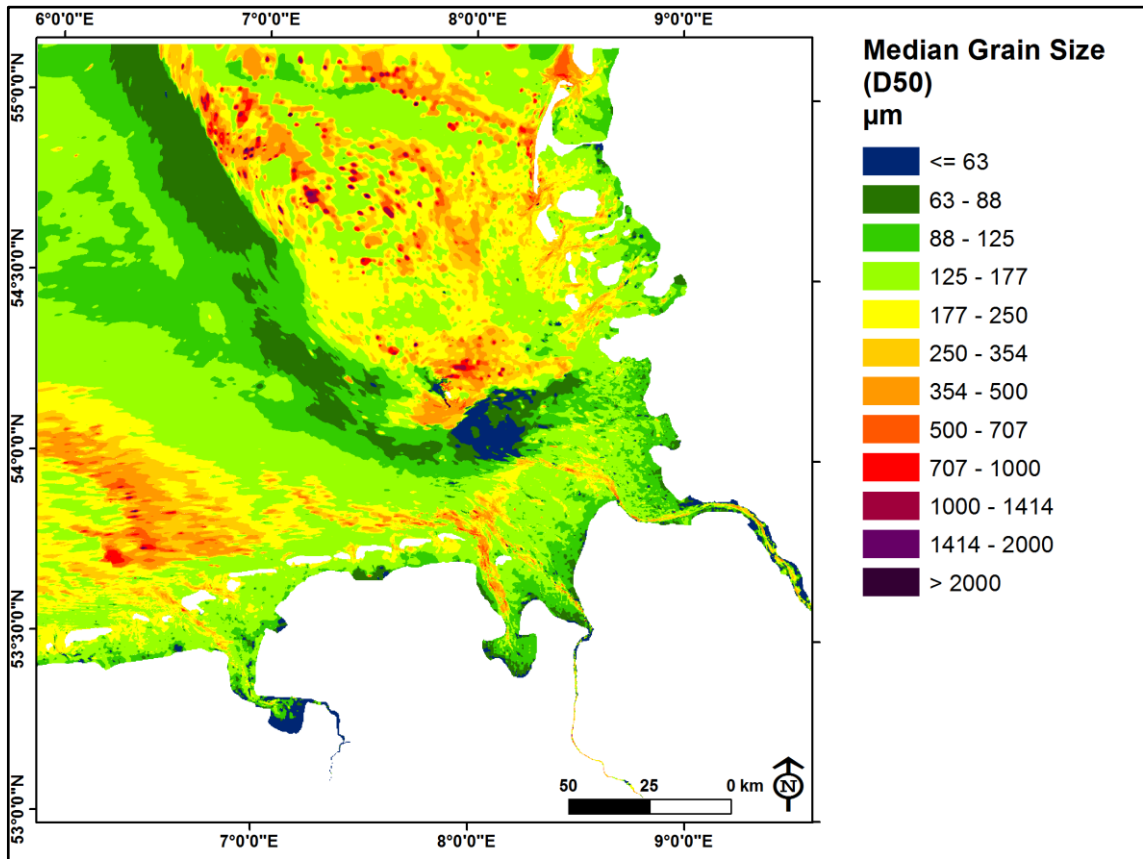 6°0'0"E 7°0'0"E 8°0'0"E 9°0'0"E
55°0'0"N
54°30'0"N
54°0'0"N
53°30'0"N
53°0'0"N
7°0'0"E 8°0'0"E 9°0'0"E
50 25 0 km
N
Median Grain Size
(D50)
µm
<= 63
63 - 88
88 - 125
125 - 177
177 - 250
250 - 354
354 - 500
500 - 707
707 - 1000
1000 - 1414
1414 - 2000
> 2000